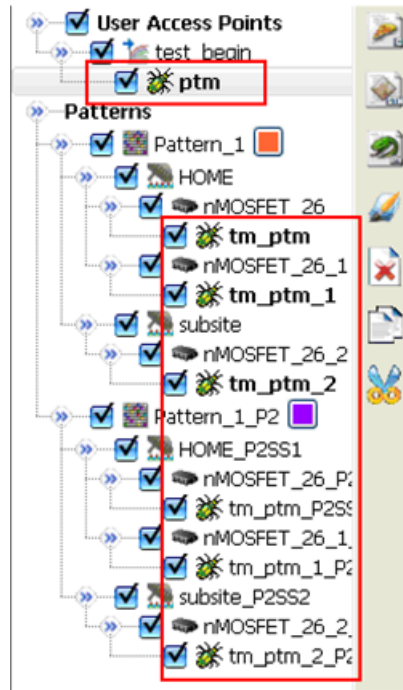 User Access Points
test_begin
ptm
Patterns
Pattern_1
HOME
nMOSFET_26
tm_ptm
nMOSFET_26_1
tm_ptm_1
subsite
nMOSFET_26_2
tm_ptm_2
Pattern_1_P2
HOME_P2SS1
nMOSFET_26_P2
tm_ptm_P2SS
nMOSFET_26_1_
tm_ptm_1_P2
subsite_P2SS2
nMOSFET_26_2_
tm_ptm_2_P2